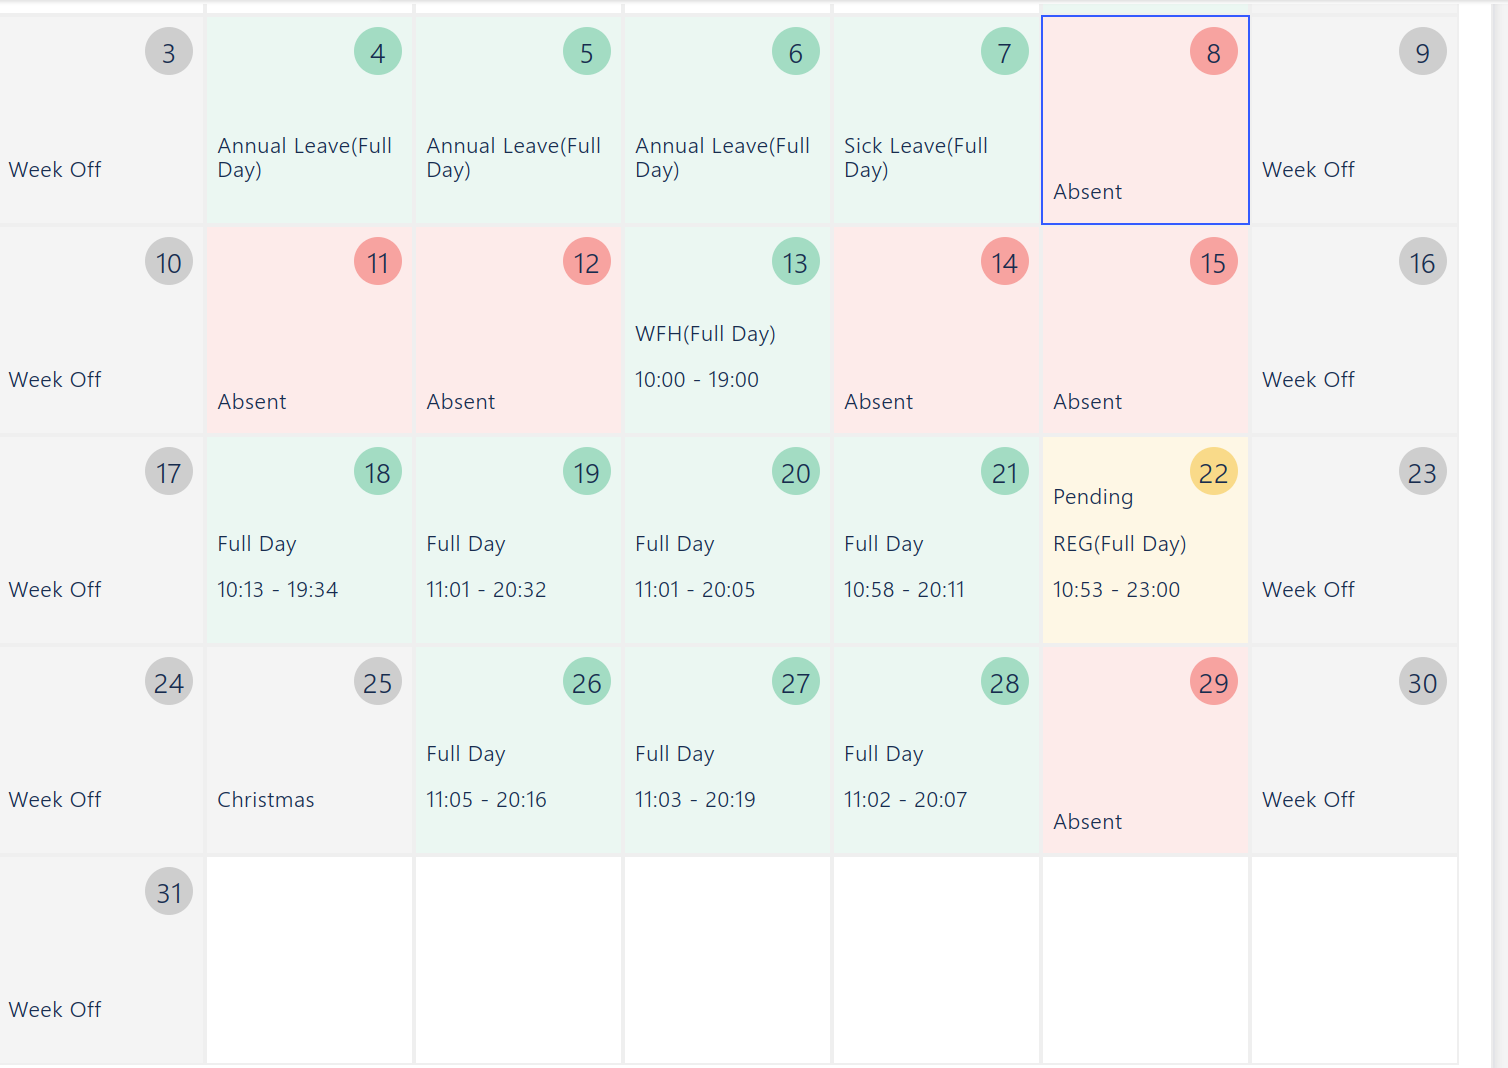 3 4 5 6 7 8 9
Annual Leave(Full Annual Leave(Full Annual Leave(Full Sick Leave(Full
Week Off Day) Day) Day) Day) Week Off
Absent
10 11 12 13 14 15 16
WFH(Full Day)
Week Off 10:00 - 19:00 Week Off
Absent Absent Absent Absent
17 18 19 20 21 22 23
Pending
Full Day Full Day Full Day Full Day REG(Full Day)
Week Off 10:13 - 19:34 11:01 - 20:32 11:01 - 20:05 10:58 - 20:11 10:53 - 23:00 Week Off
24 25 26 27 28 29 30
Full Day Full Day Full Day
Week Off Christmas 11:05 - 20:16 11:03 - 20:19 11:02 - 20:07 Week Off
Absent
31
Week Off